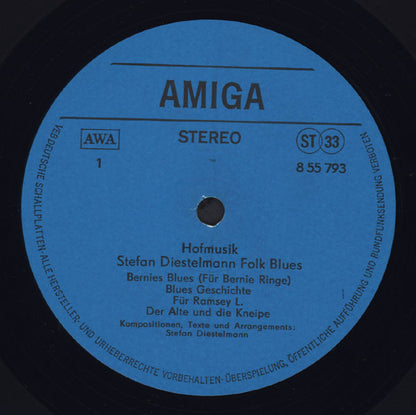 AMIGA
AWA
STEREO
ST 33
1
8 55 793
Hofmusik
Stefan Diestelmann Folk Blues
Bernies Blues (Für Bernie Ringe)
Blues Geschichte
Für Ramsey L.
Der Alte und die Kneipe
Kompositionen, Texte und Arrangements:
Stefan Diestelmann
VEB DEUTSCHE SCHALLPLATTEN · ALLE HERSTELLER- UND URHEBERRECHTE VORBEHALTEN · ÜBERSPIELUNG, ÖFFENTLICHE AUFFÜHRUNG UND RUNDFUNKSENDUNG VERBOTEN